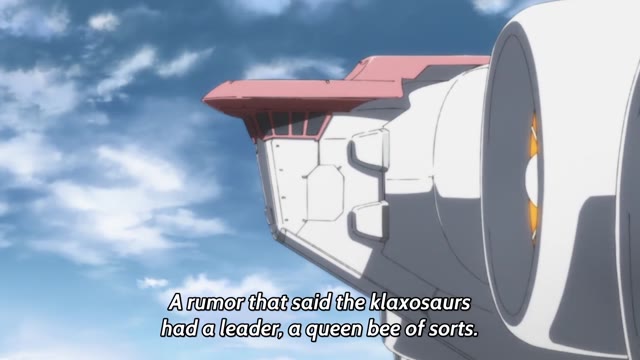 A rumor that said the klaxosaurs
had a leader, a queen bee of sorts.